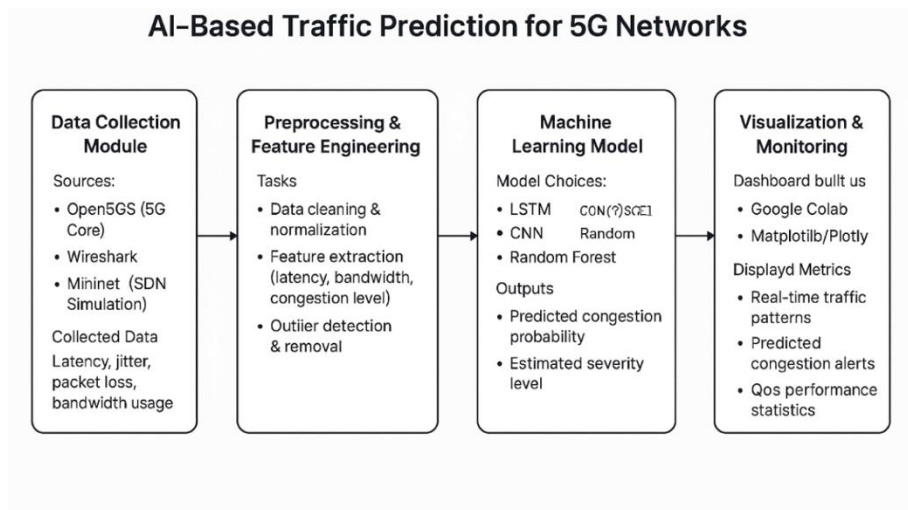 AI-Based Traffic Prediction for 5G Networks
Data Collection
Module
Sources:
• Open5GS (5G
Core)
• Wireshark
• Mininet (SDN
Simulation)
Collected Data
Latency, jitter,
packet loss,
bandwidth usage
Preprocessing &
Feature Engineering
Tasks
• Data cleaning &
normalization
• Feature extraction
(latency, bandwidth,
congestion level)
• Outlier detection
& removal
Machine
Learning Model
Model Choices:
• LSTM
• CNN Random
• Random Forest
Outputs
• Predicted congestion
probability
• Estimated severity
level
Visualization &
Monitoring
Dashboard built us
• Google Colab
• Matplotilb/Plotly
Displayd Metrics
• Real-time traffic
patterns
• Predicted
congestion alerts
• Qos performance
statistics